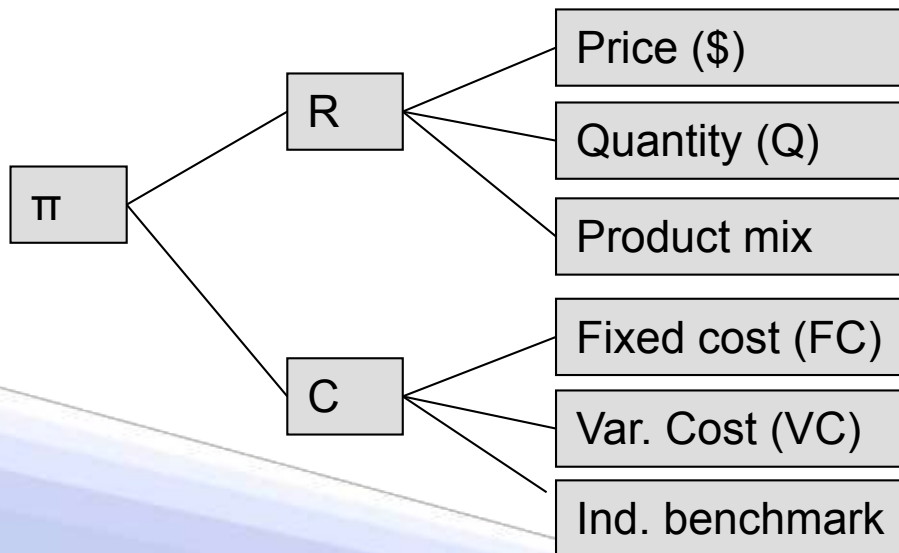 π
R
Price ($)
Quantity (Q)
Product mix
C
Fixed cost (FC)
Var. Cost (VC)
Ind. benchmark